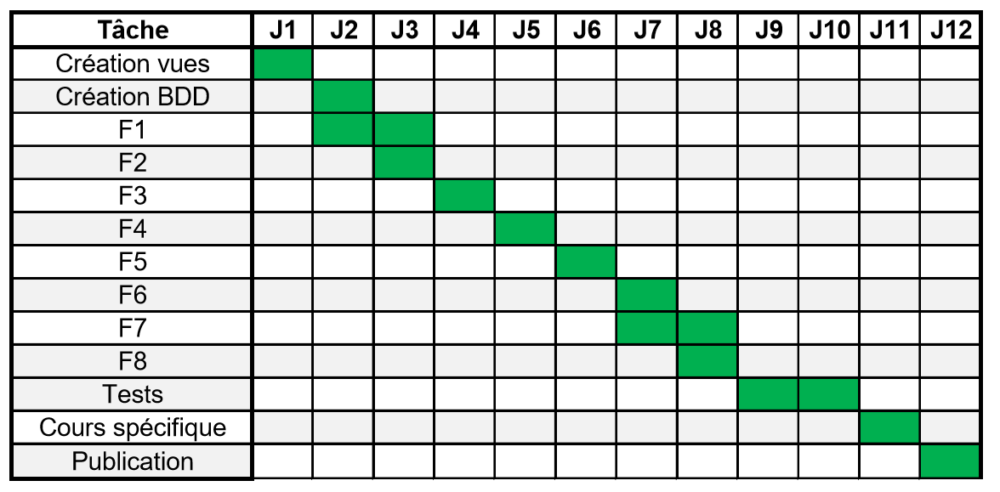 Tâche J1 J2 J3 J4 J5 J6 J7 J8 J9 J10 J11 J12
Création vues
Création BDD
F1
F2
F3
F4
F5
F6
F7
F8
Tests
Cours spécifique
Publication